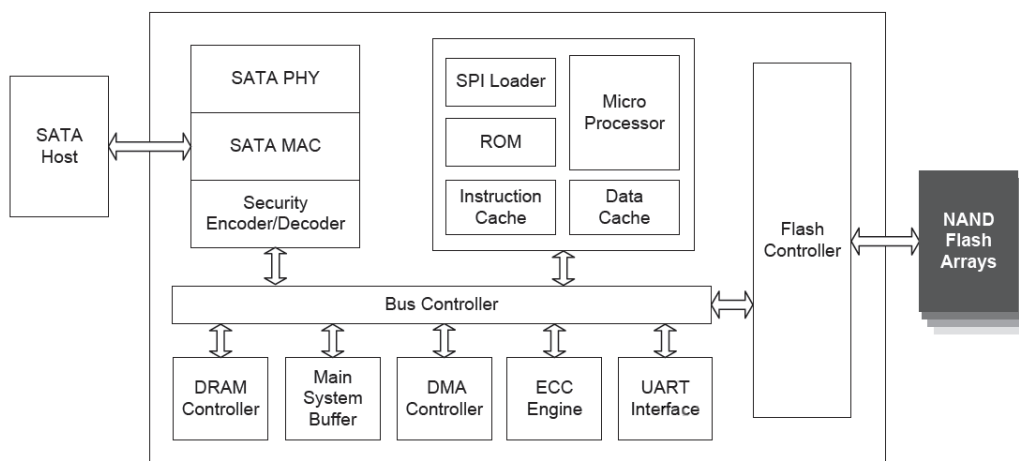 SATA
Host
SATA PHY
SATA MAC
Security
Encoder/Decoder
SPI Loader
ROM
Instruction
Cache
Micro
Processor
Data
Cache
Flash
Controller
NAND
Flash
Arrays
Bus Controller
DRAM
Controller
Main
System
Buffer
DMA
Controller
ECC
Engine
UART
Interface